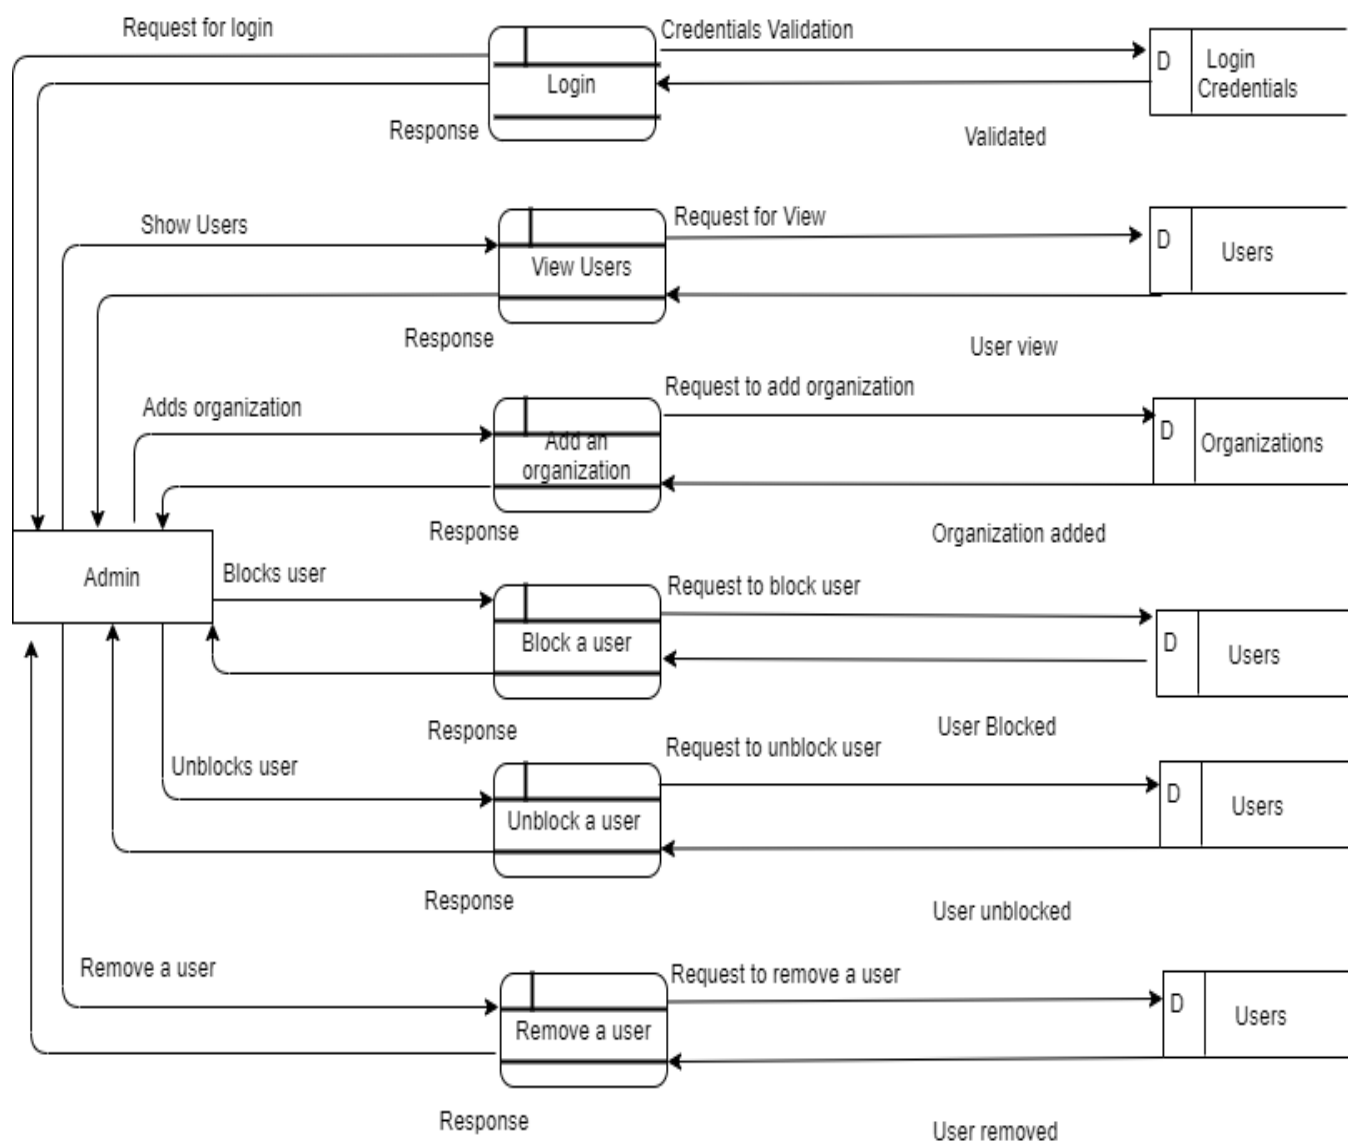 Request for login
Credentials Validation
D
Login
Credentials
Login
Response
Validated
Show Users
Request for View
D
Users
View Users
Response
User view
Adds organization
Request to add organization
D
Organizations
Add an
organization
Response
Organization added
Admin
Blocks user
Request to block user
D
Users
Block a user
Response
User Blocked
Unblocks user
Request to unblock user
D
Users
Unblock a user
Response
User unblocked
Remove a user
Request to remove a user
D
Users
Remove a user
Response
User removed